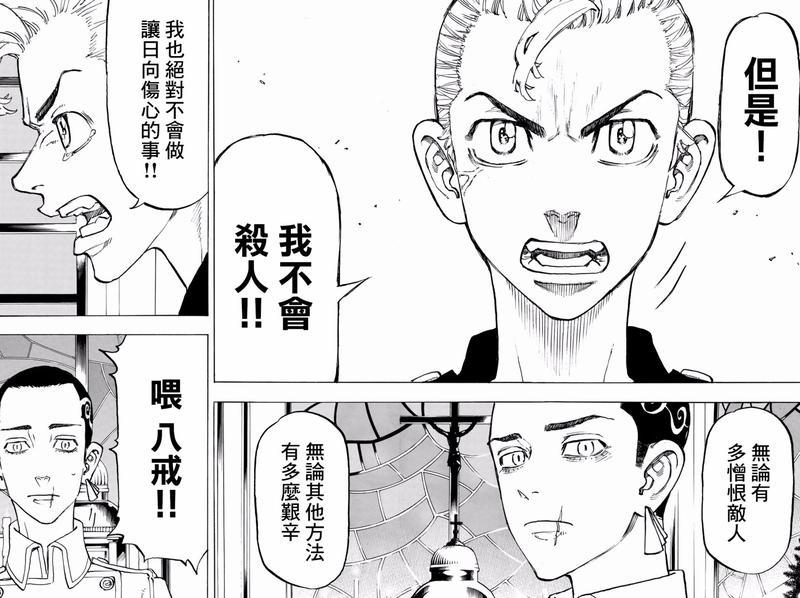 但是！
我不會
殺人!!
我也絕對不會做
讓日向傷心的事!!
無論有
多憎恨敵人
無論其他方法
有多麼艱辛
喂 八戒!!